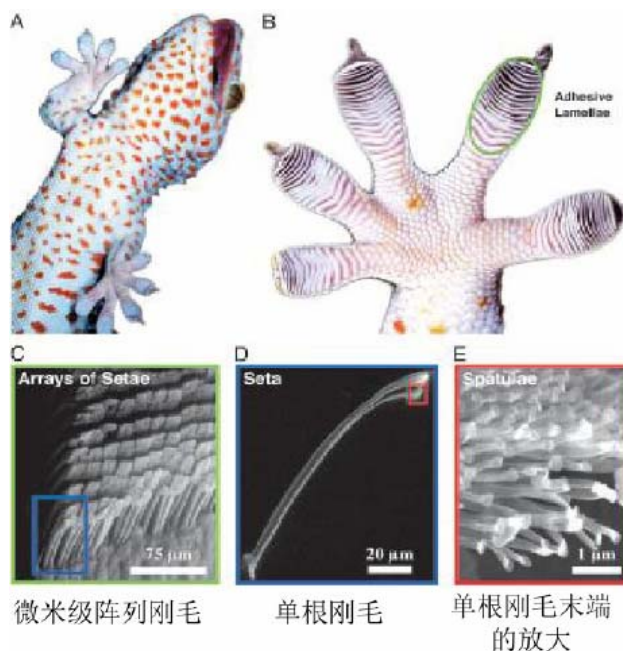 A
B
Adhesive
Lamellae
C
D
E
Arrays of Setae
Seta
Spatulae
75 μm
20 μm
1 μm
微米级阵列刚毛
单根刚毛
单根刚毛末端
的放大